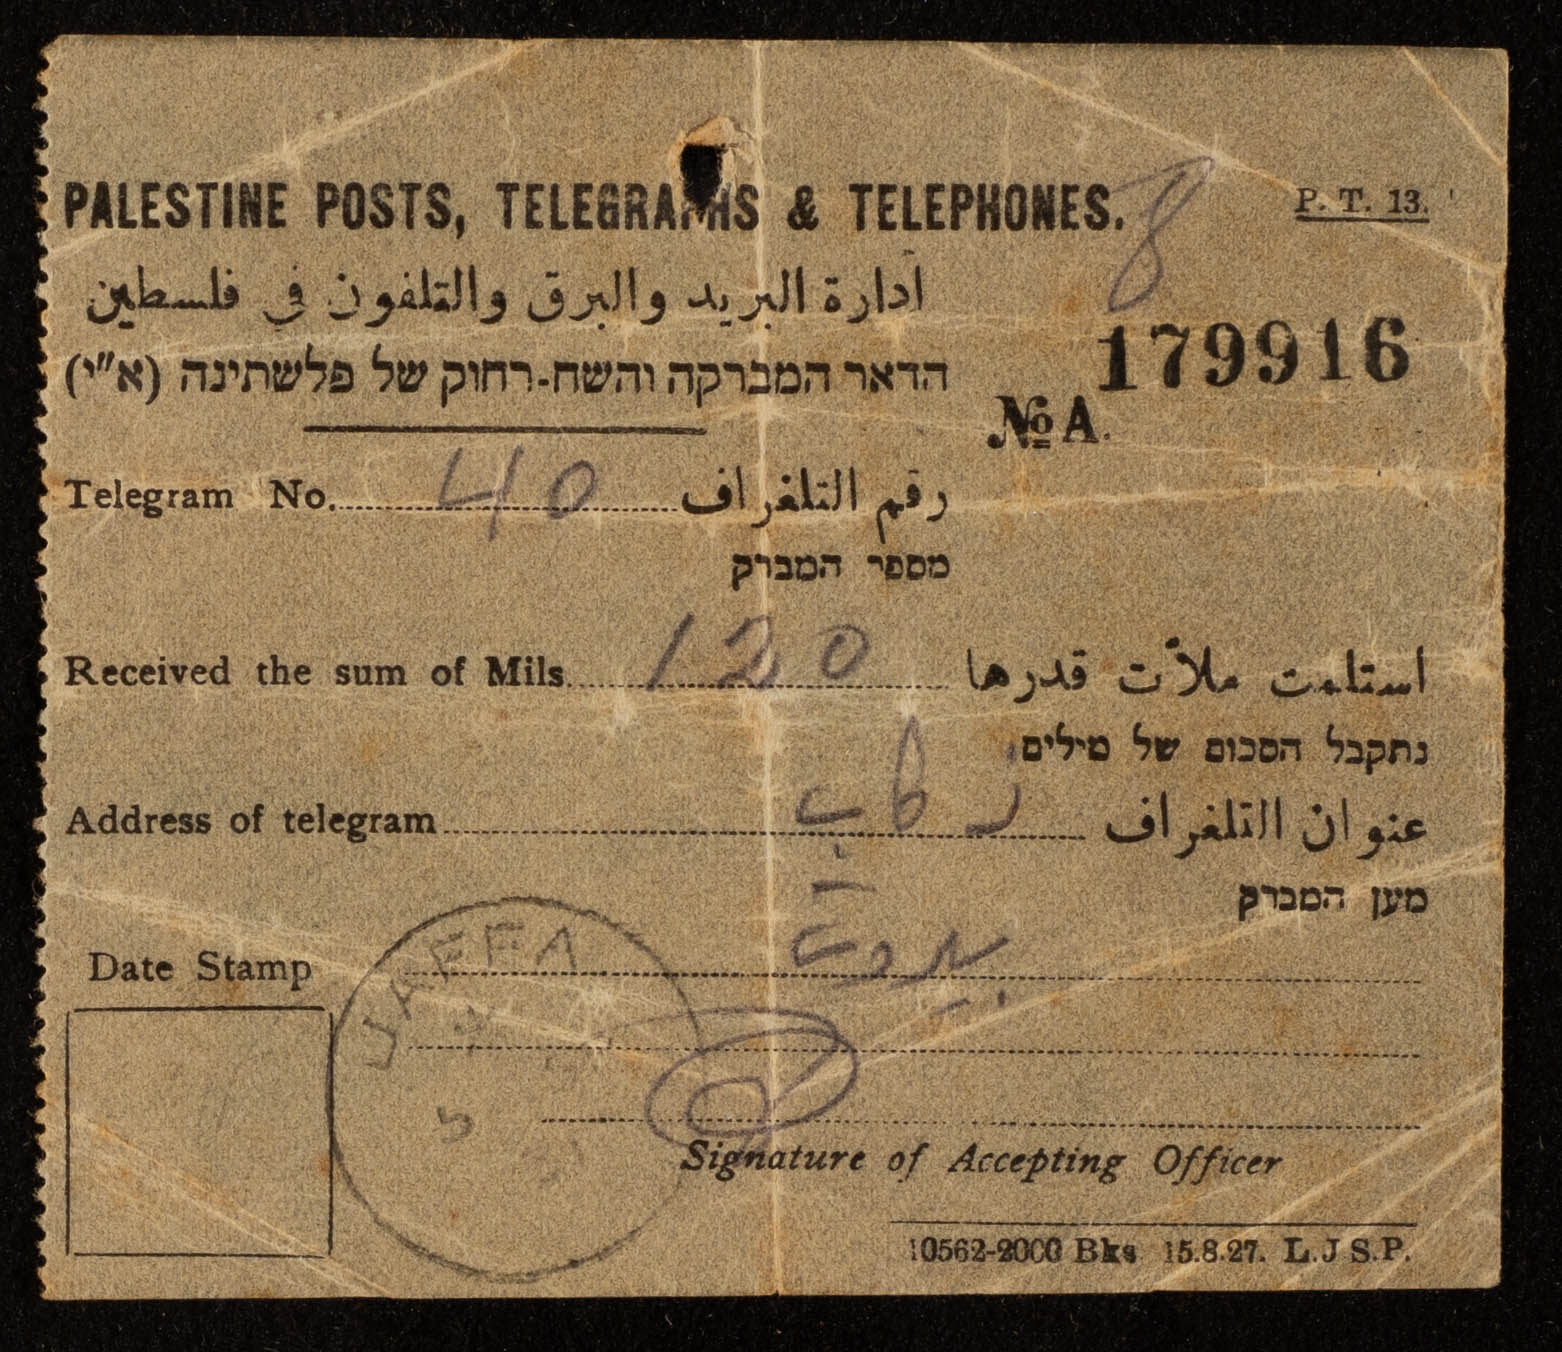 PALESTINE POSTS, TELEGRAPHS & TELEPHONES.
8
P. T. 13.
ادارة البريد والبرق والتلفون في فلسطين
הדאר המברקה והשח-רחוק של פלשתינה (א"י)
179916
№ A.
Telegram No. 40 رقم التلغراف
מספר המברק
Received the sum of Mils 120 استلمت ملاّت قدرها
נתקבל הסכום של מילים
Address of telegram عنوان التلغراف
מען המברק
بيروت
Date Stamp
JAFFA
Signature of Accepting Officer
10562-2000 Bks 15.8.27. L.J S.P.